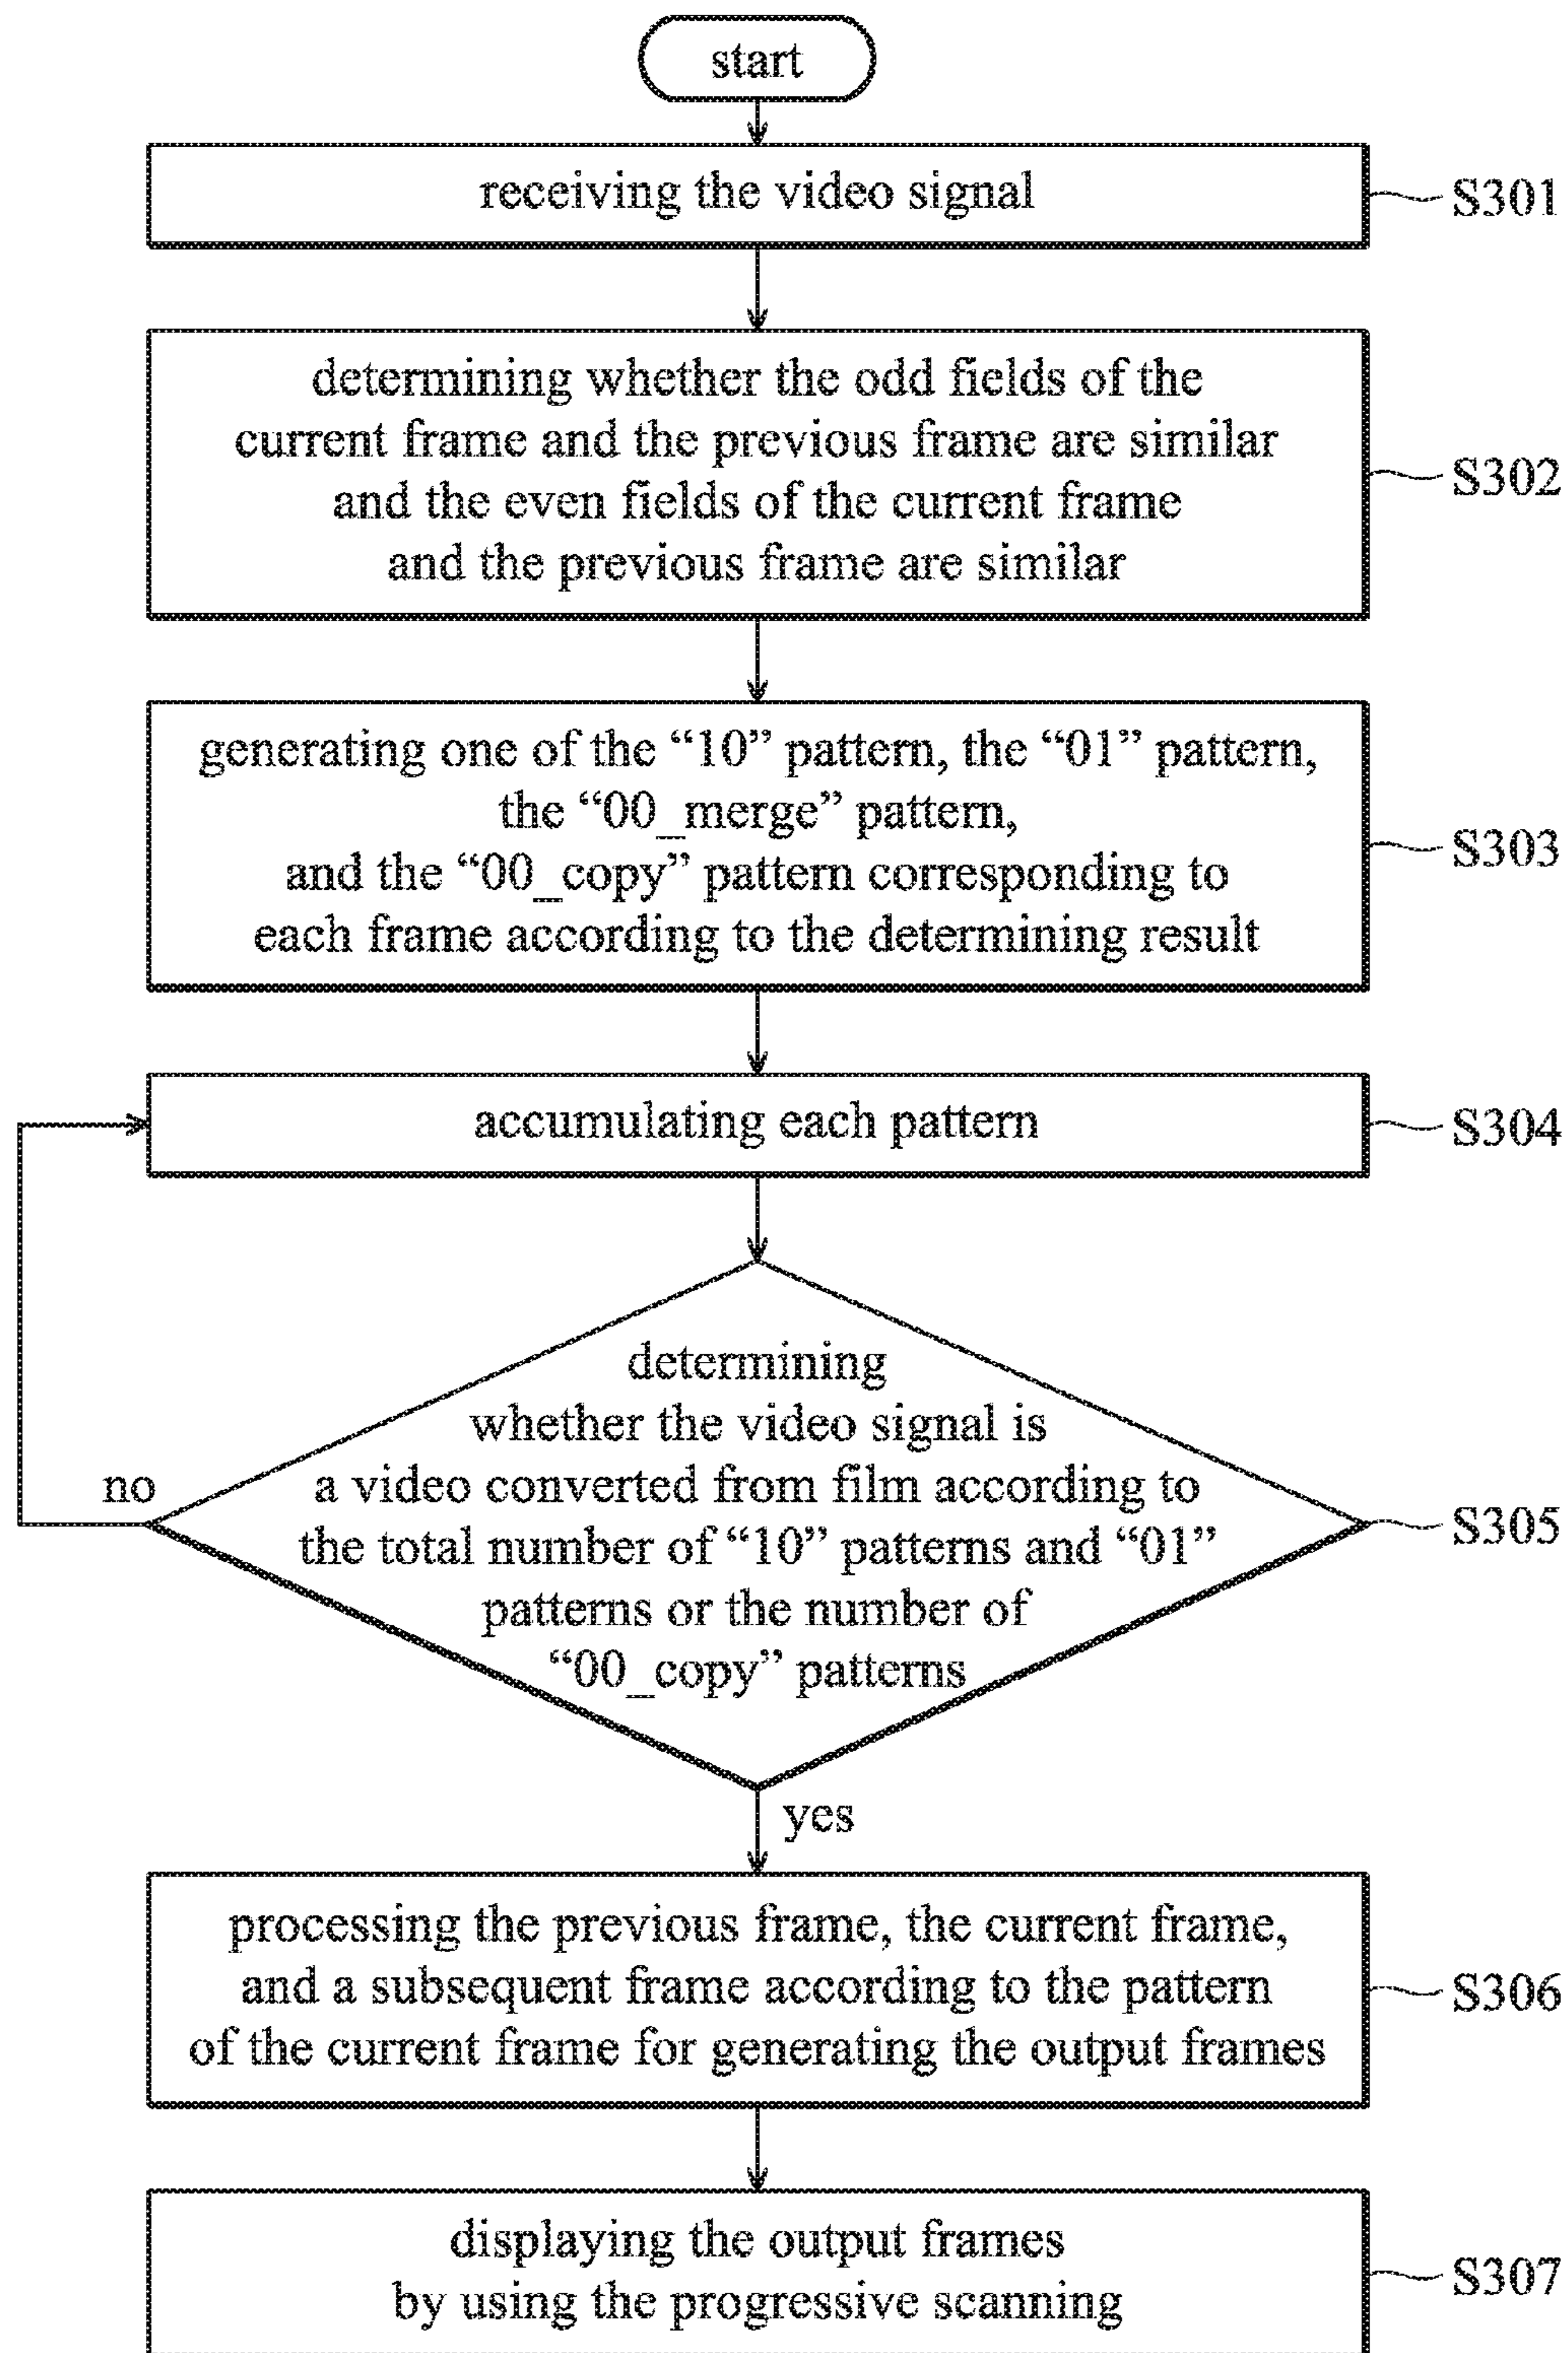 start
receiving the video signal
S301
determining whether the odd fields of the
current frame and the previous frame are similar
and the even fields of the current frame
and the previous frame are similar
S302
generating one of the “10” pattern, the “01” pattern,
the “00_merge” pattern,
and the “00_copy” pattern corresponding to
each frame according to the determining result
S303
accumulating each pattern
S304
determining
whether the video signal is
a video converted from film according to
the total number of “10” patterns and “01”
patterns or the number of
“00_copy” patterns
no
S305
yes
processing the previous frame, the current frame,
and a subsequent frame according to the pattern
of the current frame for generating the output frames
S306
displaying the output frames
by using the progressive scanning
S307